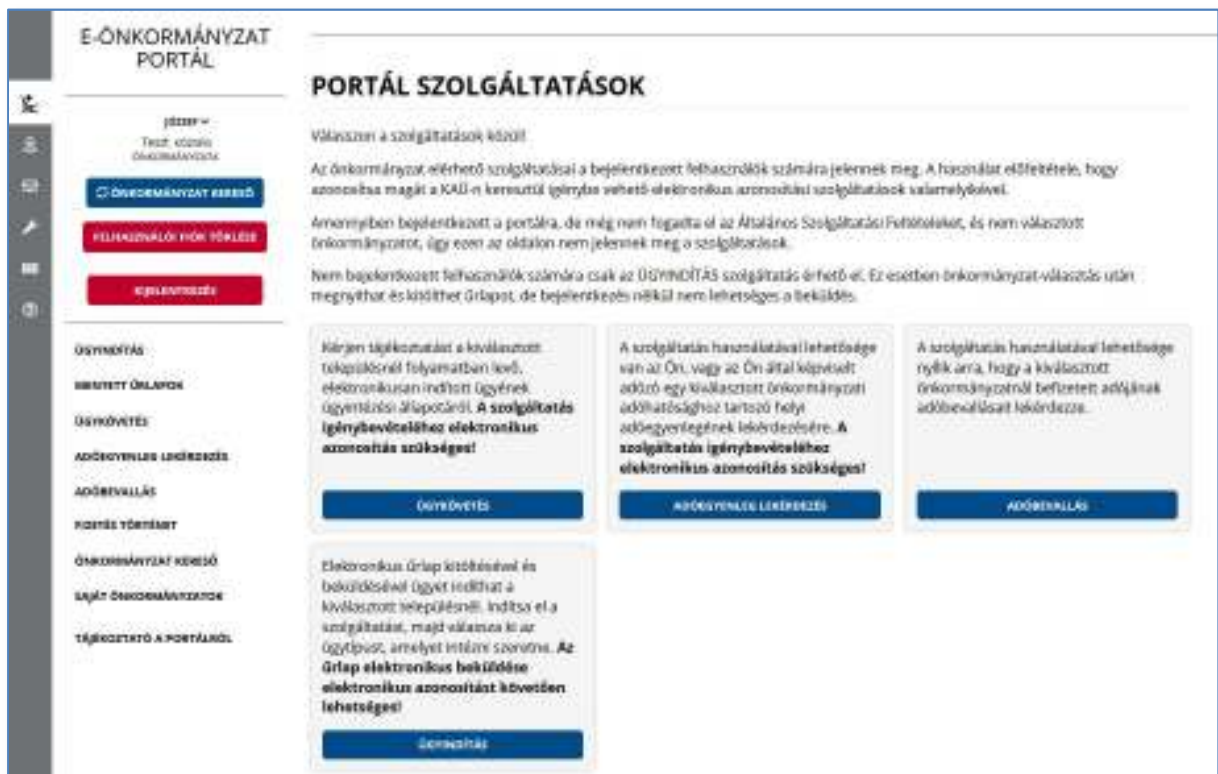 E-ÖNKORMÁNYZAT
PORTÁL
JÓZSEF
Teszt község
ÖNKORMÁNYZATA
ÖNKORMÁNYZAT KERESŐ
FELHASZNÁLÓI FIÓK TÖRLÉSE
KIJELENTKEZÉS
ÜGYINDÍTÁS
MENTETT ŰRLAPOK
ÜGYKÖVETÉS
ADÓEGYENLEG LEKÉRDEZÉS
ADÓBEVALLÁS
FIZETÉS TÖRTÉNET
ÖNKORMÁNYZAT KERESŐ
SAJÁT ÖNKORMÁNYZATOK
TÁJÉKOZTATÓ A PORTÁLRÓL
PORTÁL SZOLGÁLTATÁSOK
Válasszon a szolgáltatások közül!
Az önkormányzat elérhető szolgáltatásai a bejelentkezett felhasználók számára jelennek meg. A használat előfeltétele, hogy
azonosítsa magát a KAÜ-n keresztül igénybe vehető elektronikus azonosítási szolgáltatások valamelyikével.
Amennyiben bejelentkezett a portálra, de még nem fogadta el az Általános Szolgáltatási Feltételeket, és nem választott
önkormányzatot, úgy ezen az oldalon nem jelennek meg a szolgáltatások.
Nem bejelentkezett felhasználók számára csak az ÜGYINDÍTÁS szolgáltatás érhető el. Ez esetben önkormányzat-választás után
megnyithat és kitölthet űrlapot, de bejelentkezés nélkül nem lehetséges a beküldés.
Kérjen tájékoztatást a kiválasztott
településnél folyamatban levő,
elektronikusan indított ügyének
ügyintézési állapotáról. A szolgáltatás
igénybevételéhez elektronikus
azonosítás szükséges!
ÜGYKÖVETÉS
A szolgáltatás használatával lehetősége
van az Ön, vagy az Ön által képviselt
adózó egy kiválasztott önkormányzati
adóhatósághoz tartozó helyi
adóegyenlegének lekérdezésére. A
szolgáltatás igénybevételéhez
elektronikus azonosítás szükséges!
ADÓEGYENLEG LEKÉRDEZÉS
A szolgáltatás használatával lehetősége
nyílik arra, hogy a kiválasztott
önkormányzatnál befizetett adójának
adóbevallásait lekérdezze.
ADÓBEVALLÁS
Elektronikus űrlap kitöltésével és
beküldésével ügyet indíthat a
kiválasztott településnél. Indítsa el a
szolgáltatást, majd válassza ki az
ügytípust, amelyet intézni szeretne. Az
űrlap elektronikus beküldése
elektronikus azonosítást követően
lehetséges!
ÜGYINDÍTÁS